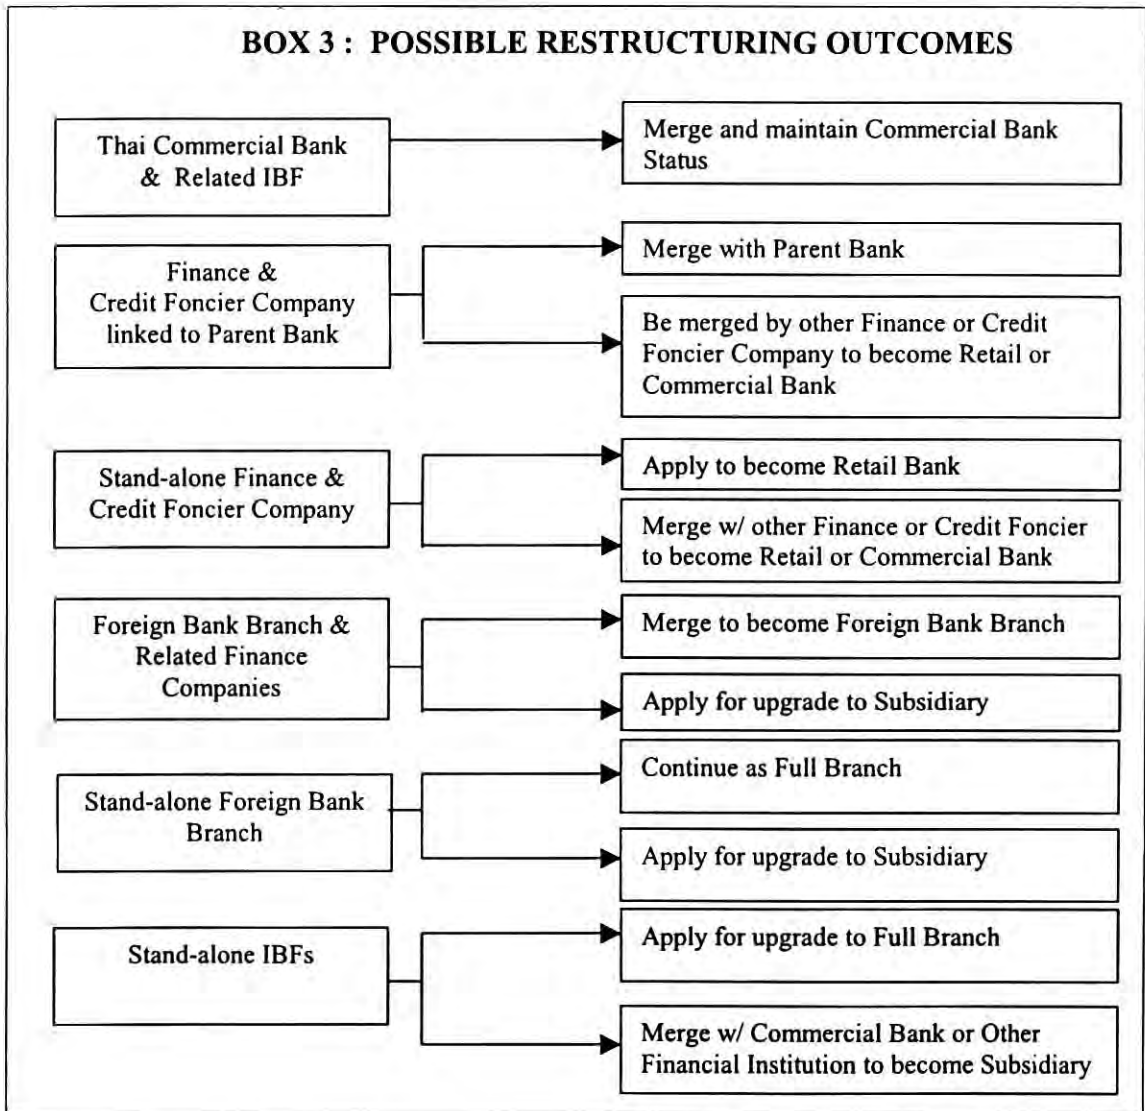 BOX 3 : POSSIBLE RESTRUCTURING OUTCOMES
Thai Commercial Bank
& Related IBF
Merge and maintain Commercial Bank
Status
Finance &
Credit Foncier Company
linked to Parent Bank
Merge with Parent Bank
Be merged by other Finance or Credit
Foncier Company to become Retail or
Commercial Bank
Stand-alone Finance &
Credit Foncier Company
Apply to become Retail Bank
Merge w/ other Finance or Credit Foncier
to become Retail or Commercial Bank
Foreign Bank Branch &
Related Finance
Companies
Merge to become Foreign Bank Branch
Apply for upgrade to Subsidiary
Stand-alone Foreign Bank
Branch
Continue as Full Branch
Apply for upgrade to Subsidiary
Stand-alone IBFs
Apply for upgrade to Full Branch
Merge w/ Commercial Bank or Other
Financial Institution to become Subsidiary